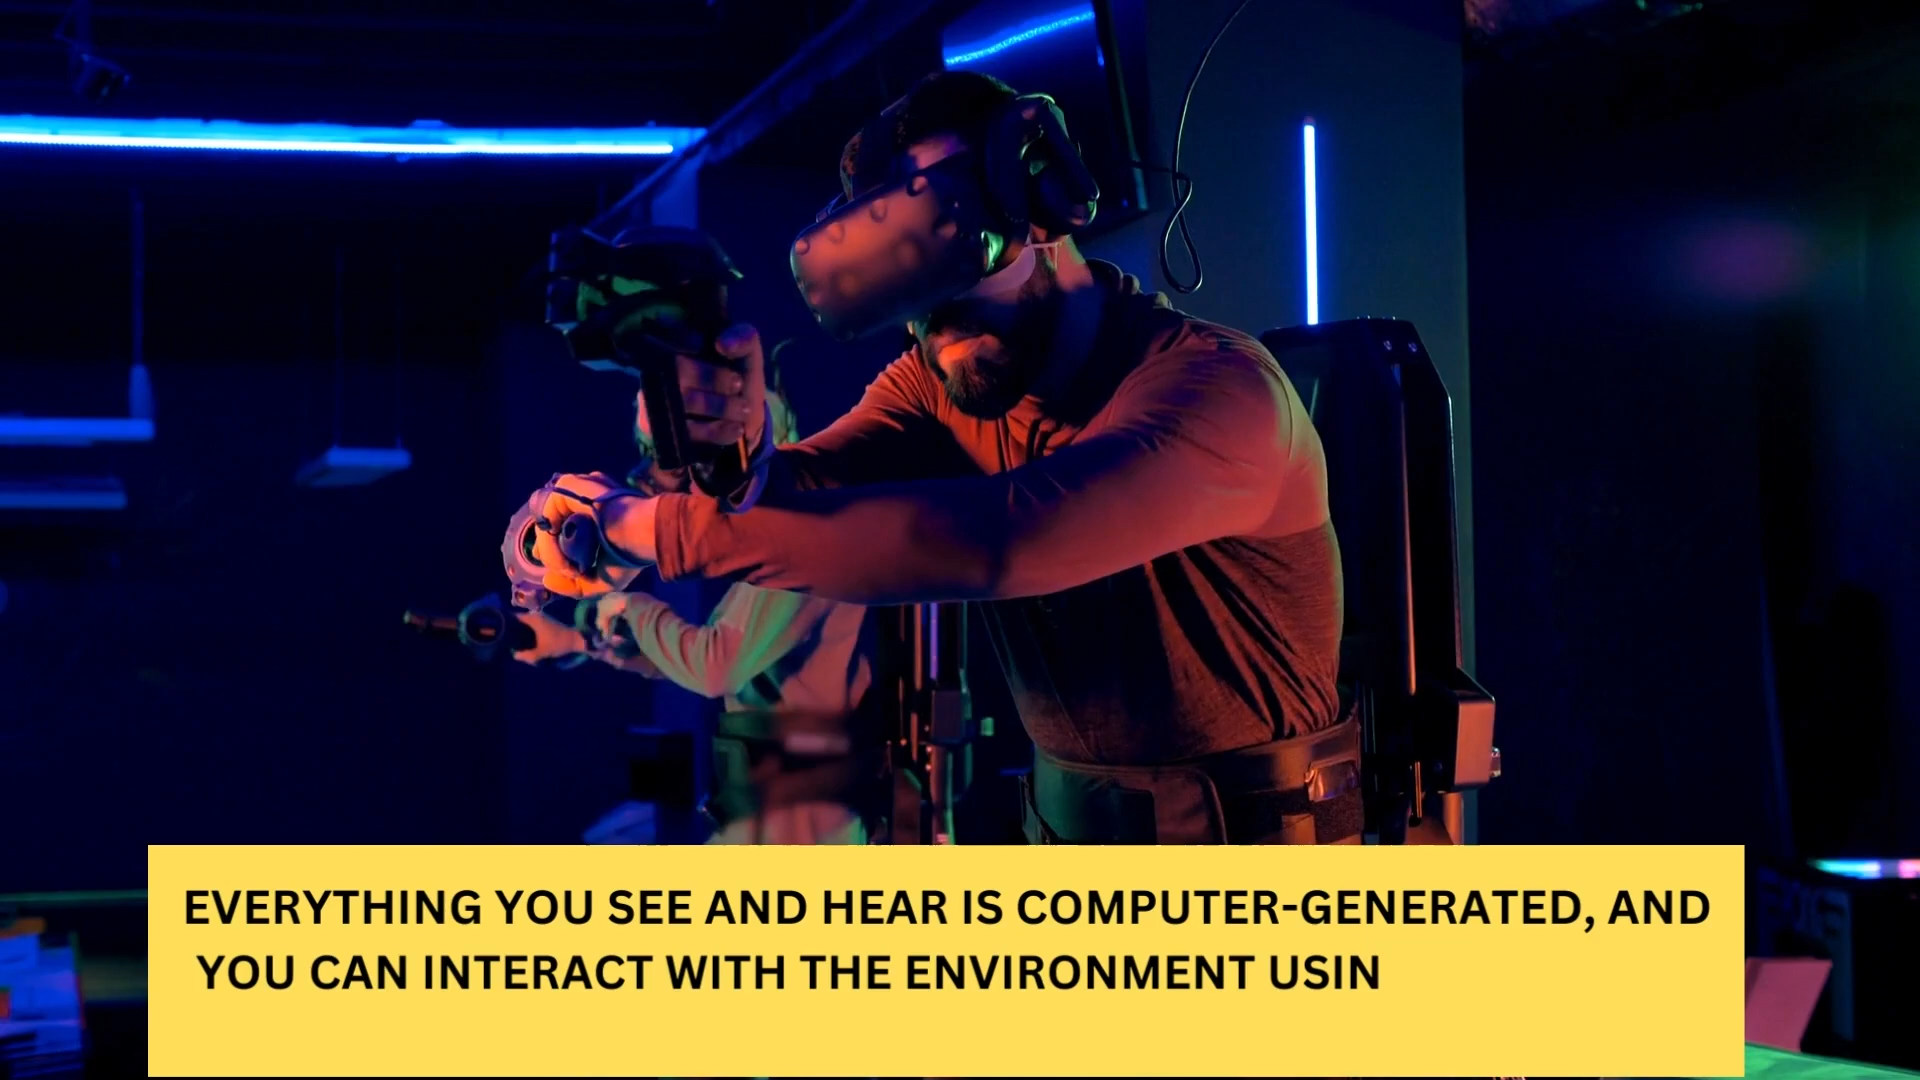 EVERYTHING YOU SEE AND HEAR IS COMPUTER-GENERATED, AND
YOU CAN INTERACT WITH THE ENVIRONMENT USIN